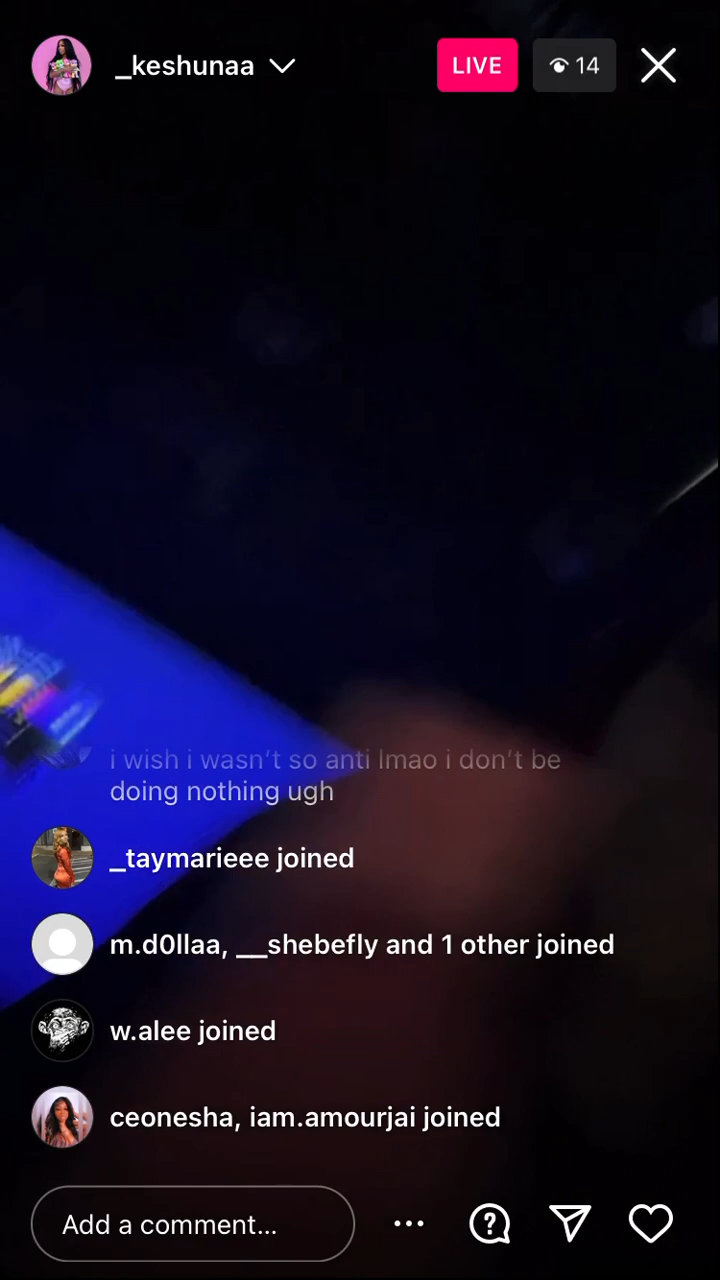 _keshunaa
LIVE
14
i wish i wasn't so anti lmao i don't be
doing nothing ugh
_taymarieee joined
m.d0llaa, __shebefly and 1 other joined
w.alee joined
ceonesha, iam.amourjai joined
Add a comment...